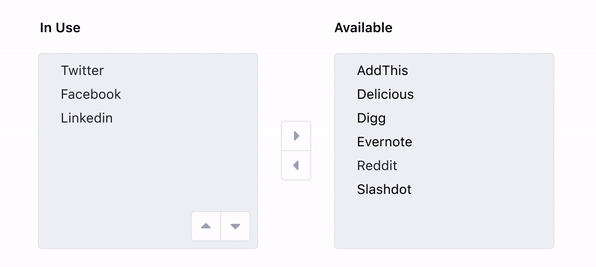 In Use
Twitter
Facebook
Linkedin
Available
AddThis
Delicious
Digg
Evernote
Reddit
Slashdot